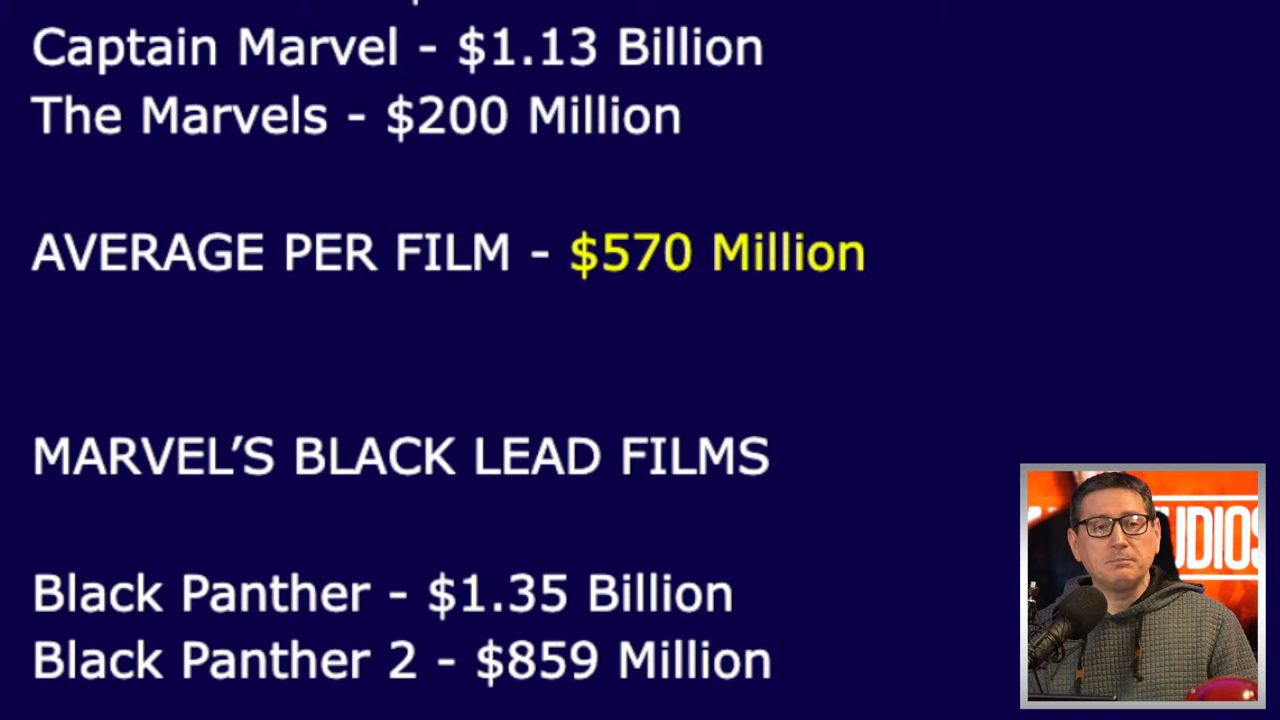 Captain Marvel - $1.13 Billion
The Marvels - $200 Million
AVERAGE PER FILM - $570 Million
MARVEL'S BLACK LEAD FILMS
Black Panther - $1.35 Billion
Black Panther 2 - $859 Million